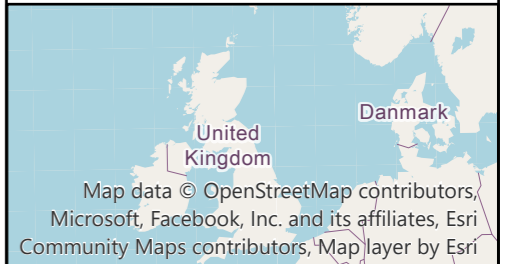 Danmark
United
Kingdom
Map data © OpenStreetMap contributors,
Microsoft, Facebook, Inc. and its affiliates, Esri
Community Maps contributors, Map layer by Esri